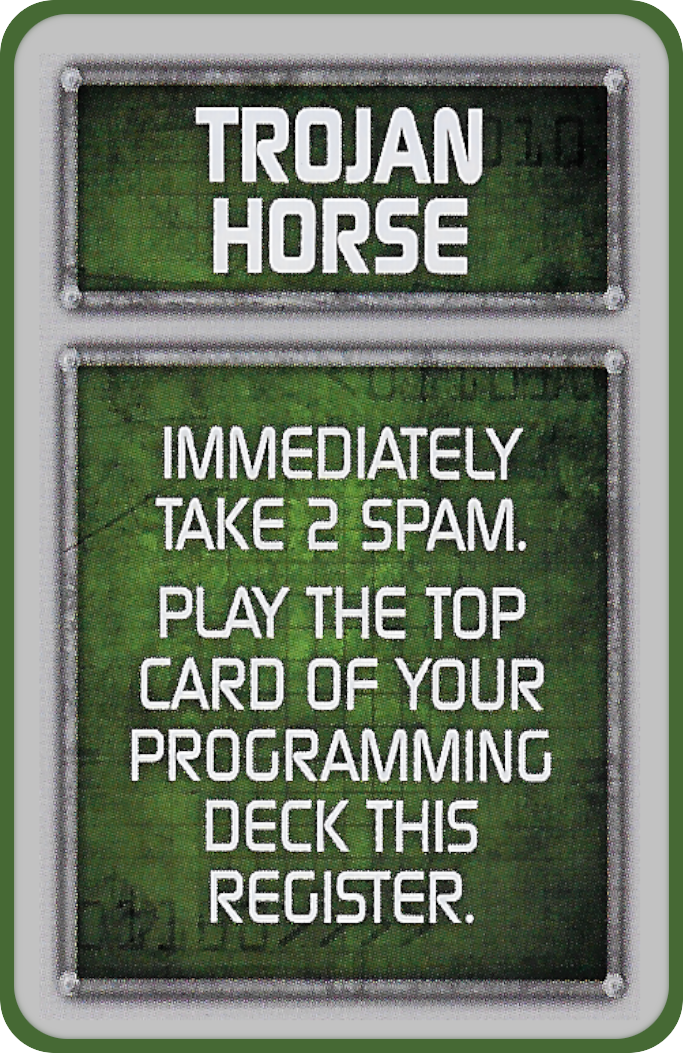 TROJAN
HORSE
IMMEDIATELY
TAKE 2 SPAM.
PLAY THE TOP
CARD OF YOUR
PROGRAMMING
DECK THIS
REGISTER.